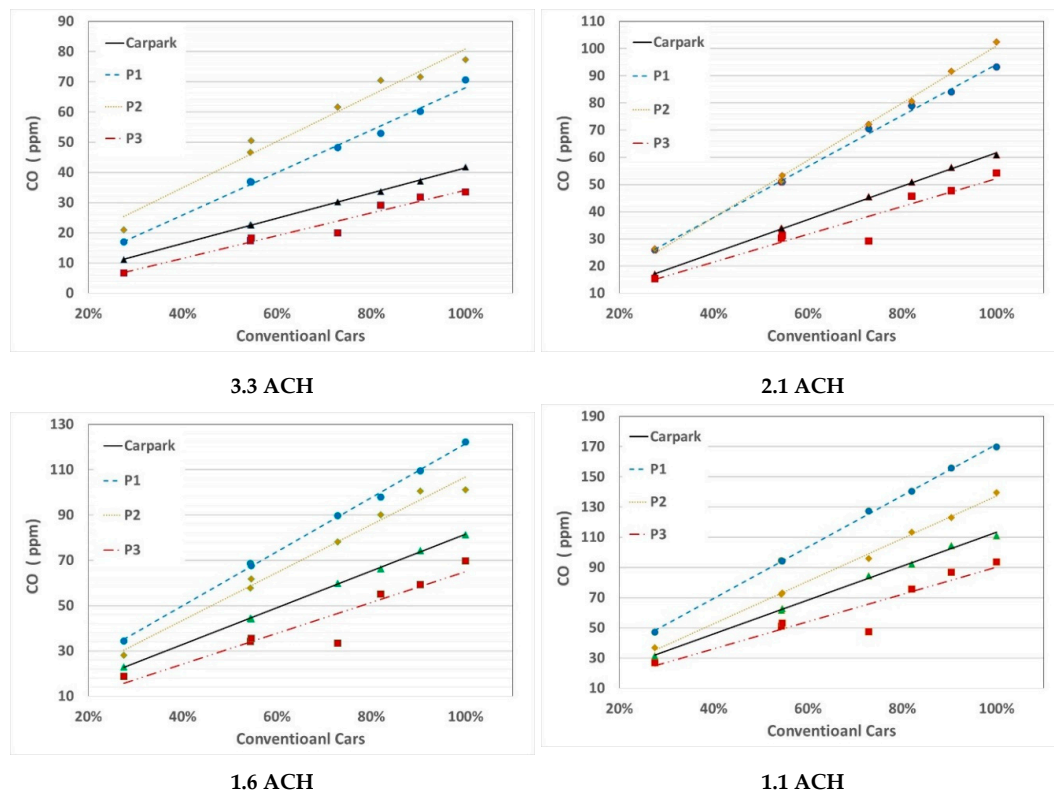 90
80
70
60
50
40
30
20
10
0
CO ( ppm)
Carpark
P1
P2
P3
20% 40% 60% 80% 100%
Conventioanl Cars
3.3 ACH
110
100
90
80
70
60
50
40
30
20
10
CO ( ppm)
Carpark
P1
P2
P3
20% 40% 60% 80% 100%
Conventioanl Cars
2.1 ACH
130
110
90
70
50
30
10
CO ( ppm)
Carpark
P1
P2
P3
20% 40% 60% 80% 100%
Conventioanl Cars
1.6 ACH
190
170
150
130
110
90
70
50
30
10
CO ( ppm)
Carpark
P1
P2
P3
20% 40% 60% 80% 100%
Conventioanl Cars
1.1 ACH